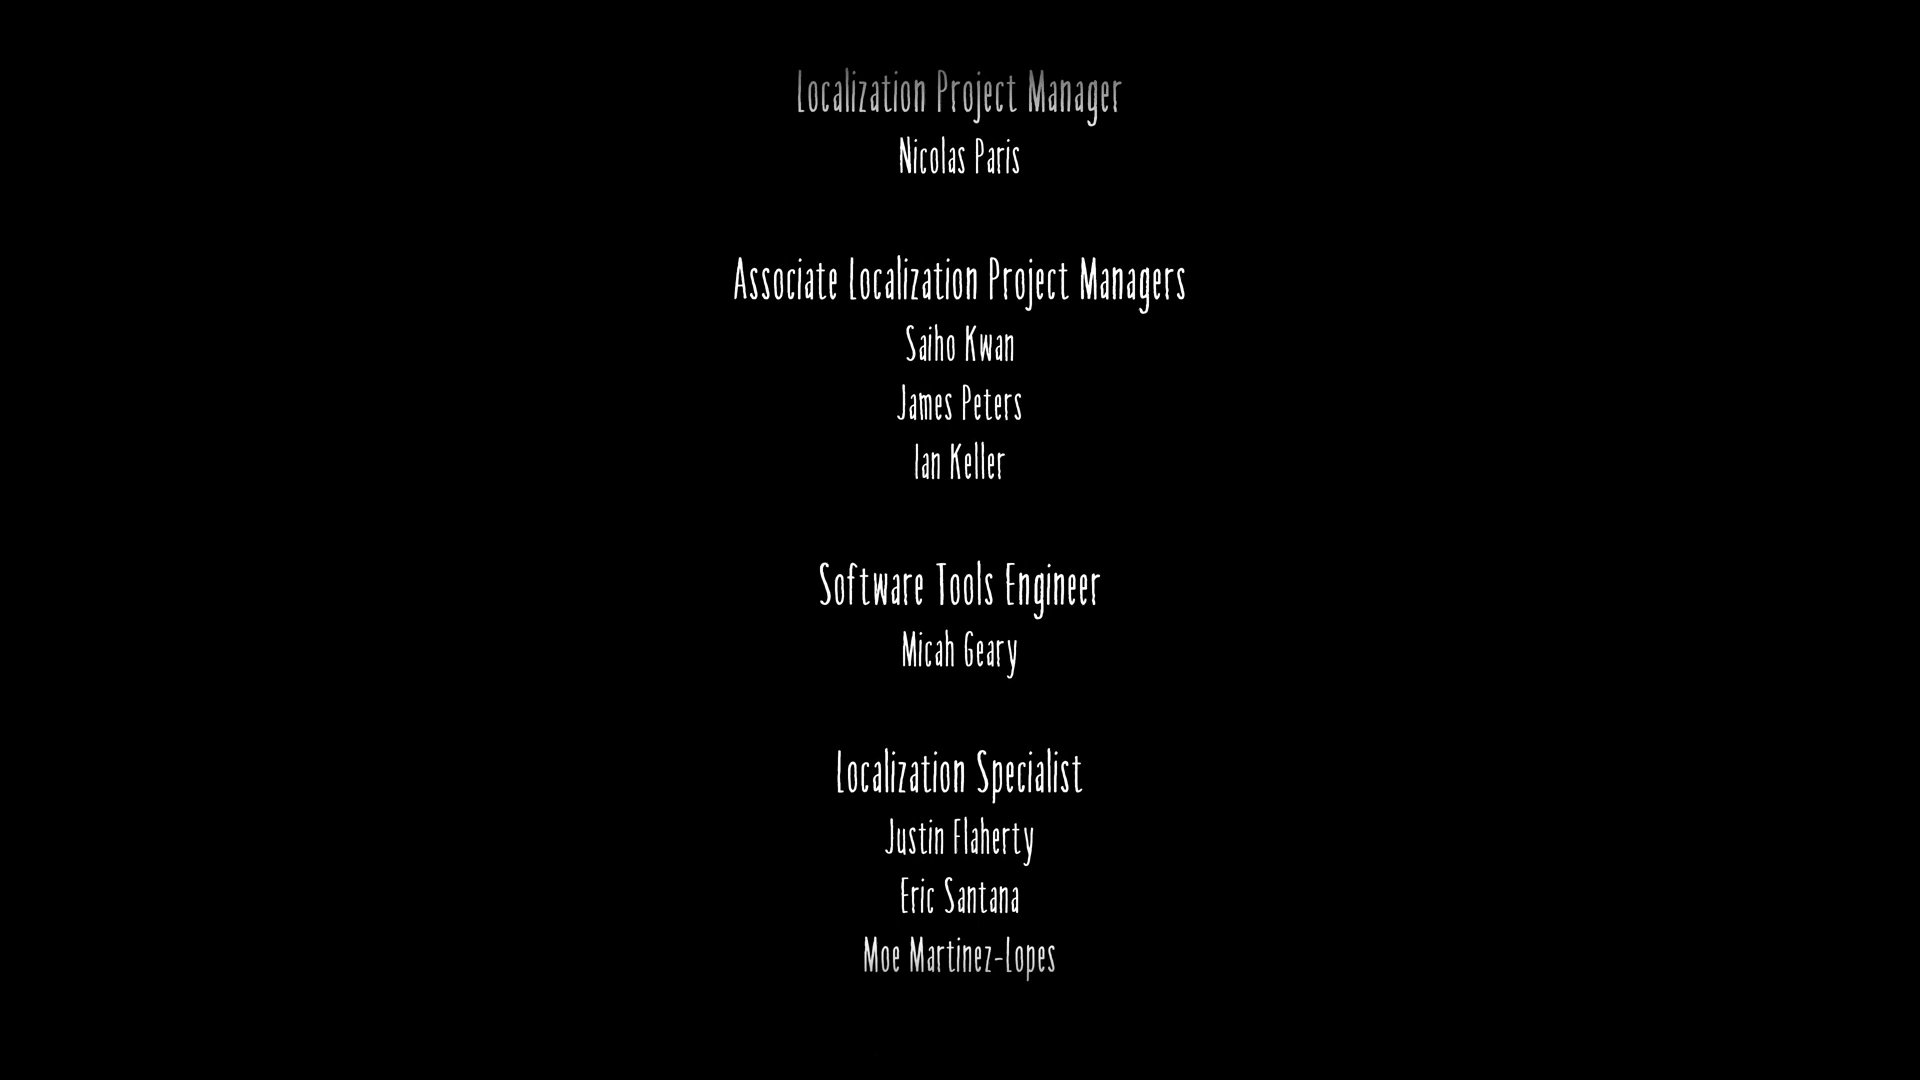 Localization Project Manager
Nicolas Paris
Associate Localization Project Managers
Saiho Kwan
James Peters
Ian Keller
Software Tools Engineer
Micah Geary
Localization Specialist
Justin Flaherty
Eric Santana
Moe Martinez-Lopes